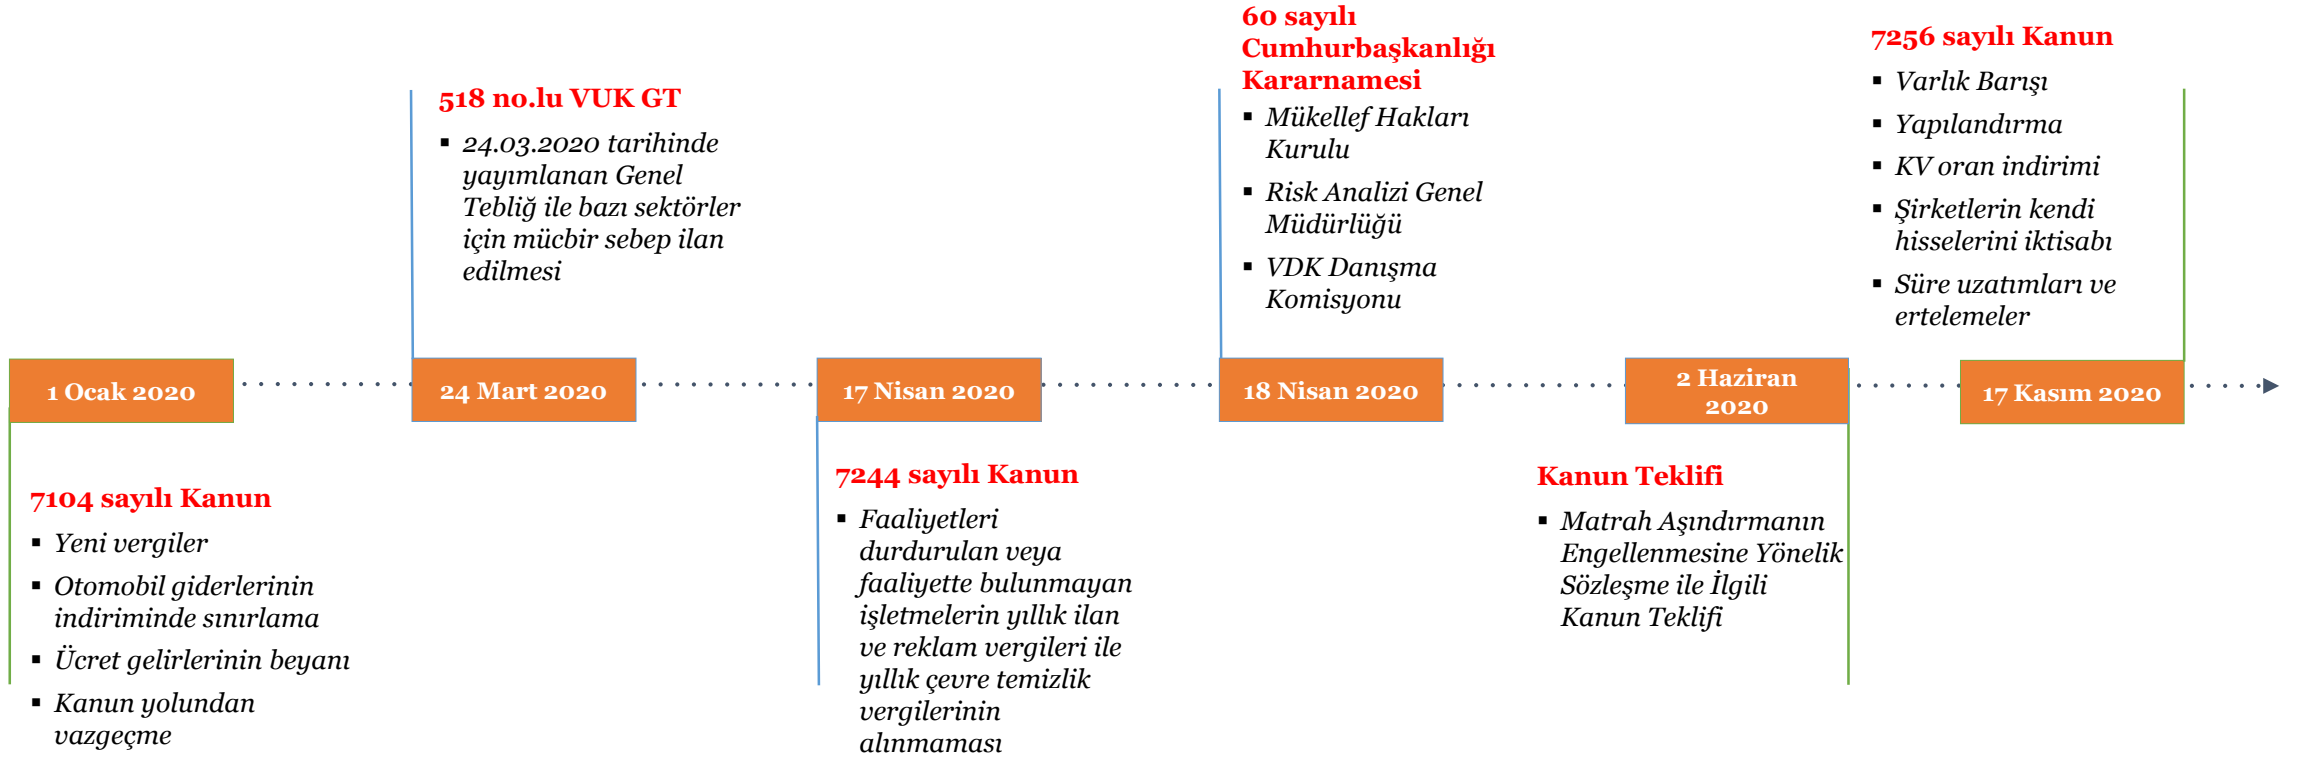 1 Ocak 2020
7104 sayılı Kanun
▪ Yeni vergiler
▪ Otomobil giderlerinin
indiriminde sınırlama
▪ Ücret gelirlerinin beyanı
▪ Kanun yolundan
vazgeçme
518 no.lu VUK GT
▪ 24.03.2020 tarihinde
yayımlanan Genel
Tebliğ ile bazı sektörler
için mücbir sebep ilan
edilmesi
24 Mart 2020
17 Nisan 2020
7244 sayılı Kanun
▪ Faaliyetleri
durdurulan veya
faaliyette bulunmayan
işletmelerin yıllık ilan
ve reklam vergileri ile
yıllık çevre temizlik
vergilerinin
alınmaması
60 sayılı
Cumhurbaşkanlığı
Kararnamesi
▪ Mükellef Hakları
Kurulu
▪ Risk Analizi Genel
Müdürlüğü
▪ VDK Danışma
Komisyonu
18 Nisan 2020
2 Haziran
2020
Kanun Teklifi
▪ Matrah Aşındırmanın
Engellenmesine Yönelik
Sözleşme ile İlgili
Kanun Teklifi
7256 sayılı Kanun
▪ Varlık Barışı
▪ Yapılandırma
▪ KV oran indirimi
▪ Şirketlerin kendi
hisselerini iktisabı
▪ Süre uzatımları ve
ertelemeler
17 Kasım 2020